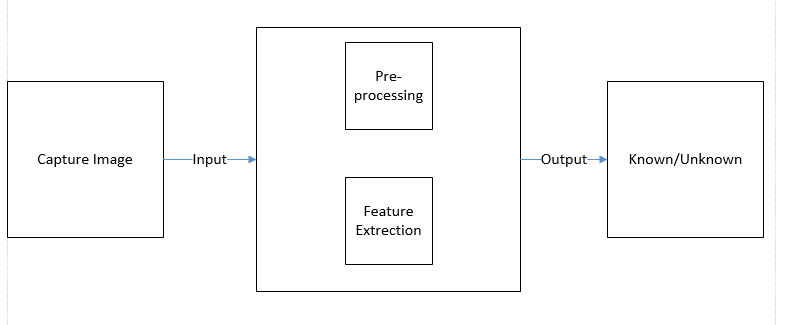 Pre-
processing
Capture Image
Input
Output
Known/Unknown
Feature
Extrection